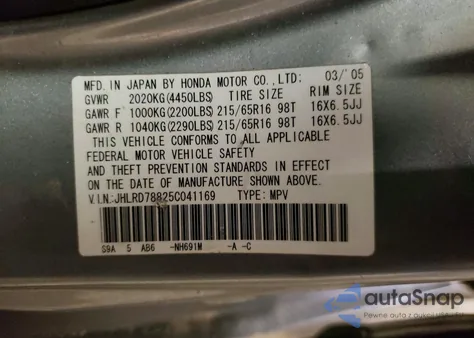 MFD. IN JAPAN BY HONDA MOTOR CO., LTD: 03/'05
GVWR 2020KG(4450LBS) TIRE SIZE RIM SIZE
GAWR F 1000KG(2200LBS) 215/65R16 98T 16X6.5JJ
GAWR R 1040KG(2290LBS) 215/65R16 98T 16X6.5JJ
THIS VEHICLE CONFORMS TO ALL APPLICABLE
FEDERAL MOTOR VEHICLE SAFETY
AND THEFT PREVENTION STANDARDS IN EFFECT
ON THE DATE OF MANUFACTURE SHOWN ABOVE.
V.I.N:JHLRD78825C041169 TYPE: MPV
S9A 5 AB6 -NH691M -A -C
autoSnap
Pewne auta z aukcji